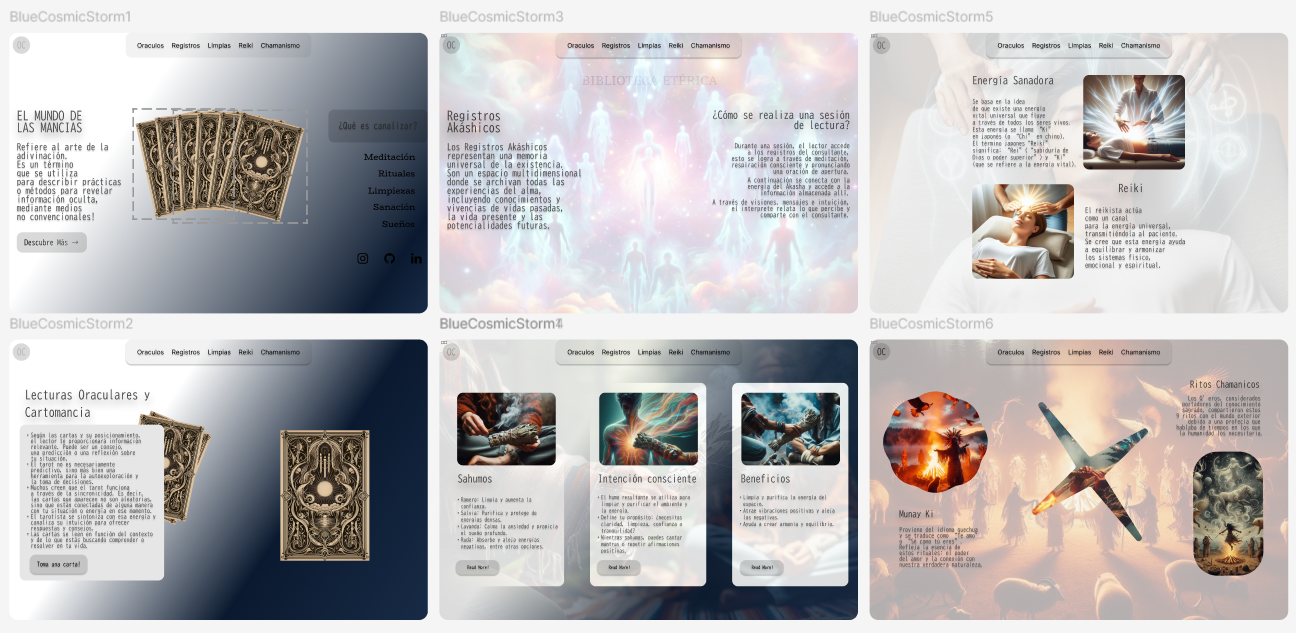 BlueCosmicStorm1
OC
Oraculos Registros Limpias Reiki Chamanismo
EL MUNDO DE
LAS MANCIAS
Refiere al arte de la
adivinación.
Es un término
que se utiliza
para describir prácticas
o métodos para revelar
información oculta,
mediante medios
no convencionales!
Descubre Más →
¿Qué es canalizar?
Meditación
Rituales
Limpiezas
Sanación
Sueños
BlueCosmicStorm3
OC
Oraculos Registros Limpias Reiki Chamanismo
BIBLIOTECA ETÉRICA
Registros
Akáshicos
Los Registros Akáshicos
representan una memoria
universal de la existencia.
Son un espacio multidimensional
donde se archivan todas las
experiencias del alma,
incluyendo conocimientos y
vivencias de vidas pasadas,
la vida presente y las
potencialidades futuras.
¿Cómo se realiza una sesión
de lectura?
Durante una sesión, el lector accede
a los registros del consultante,
esto se logra a través de meditación,
respiración consciente y pronunciando
una oración de apertura.
A continuación se conecta con la
energía del Akasha y accede a la
información almacenada allí.
A través de visiones, mensajes e intuición,
el interprete relata lo que percibe y
comparte con el consultante.
BlueCosmicStorm5
OC
Oraculos Registros Limpias Reiki Chamanismo
Energía Sanadora
Se basa en la idea
de que existe una energía
vital universal que fluye
a través de todos los seres vivos.
Esta energía se llama "Ki"
en japonés (o "Chi" en chino).
El término japonés "Reiki"
significa: "Rei" ( "sabiduría de
Dios o poder superior" ) y "Ki"
(que se refiere a la energía vital).
Reiki
El reikista actúa
como un canal
para la energía universal,
transmitiéndola al paciente.
Se cree que esta energía ayuda
a equilibrar y armonizar
los sistemas físico,
emocional y espiritual.
BlueCosmicStorm2
OC
Oraculos Registros Limpias Reiki Chamanismo
Lecturas Oraculares y
Cartomancia
• Según las cartas y su posicionamiento,
el lector te proporcionará información
relevante. Puede ser un consejo,
una predicción o una reflexión sobre
tu situación.
• El tarot no es necesariamente
predictivo, sino más bien una
herramienta para la autoexploración y
la toma de decisiones.
• Muchos creen que el tarot funciona
a través de la sincronicidad. Es decir,
las cartas que aparecen no son aleatorias,
sino que están conectadas de alguna manera
con tu situación o energía en ese momento.
• El tarotista se sintoniza con esa energía y
canaliza su intuición para ofrecer
respuestas y consejos.
• Las cartas se leen en función del contexto
y de lo que estás buscando comprender o
resolver en tu vida.
Toma una carta!
OC
Oraculos Registros Limpias Reiki Chamanismo
Sahumos
• Romero: Limpia y aumenta la
confianza.
• Salvia: Purifica y protege de
energías densas.
• Lavanda: Calma la ansiedad y propicia
el sueño profundo.
• Ruda: Absorbe y aleja energías
negativas, entre otras opciones.
Read More!
Intención consciente
• El humo resultante se utiliza para
limpiar y purificar el ambiente y
la energía.
• Define tu propósito: ¿necesitas
claridad, limpieza, confianza o
tranquilidad?
• Mientras sahumas, puedes cantar
mantras o repetir afirmaciones
positivas.
Read More!
Beneficios
• Limpia y purifica la energía del
espacio.
• Atrae vibraciones positivas y aleja
las negativas.
• Ayuda a crear armonía y equilibrio.
Read More!
BlueCosmicStorm6
OC
Oraculos Registros Limpias Reiki Chamanismo
Ritos Chamanicos
Los Q' eros, considerados
portadores del conocimiento
sagrado, compartieron estos
9 ritos con el mundo exterior
debido a una profecía que
hablaba de tiempos en los que
la humanidad los necesitaría.
Munay Ki
Proviene del idioma quechua
y se traduce como "Te amo"
o "Se como tú eres".
Refleja la esencia de
estos rituales: el poder
del amor y la conexión con
nuestra verdadera naturaleza.